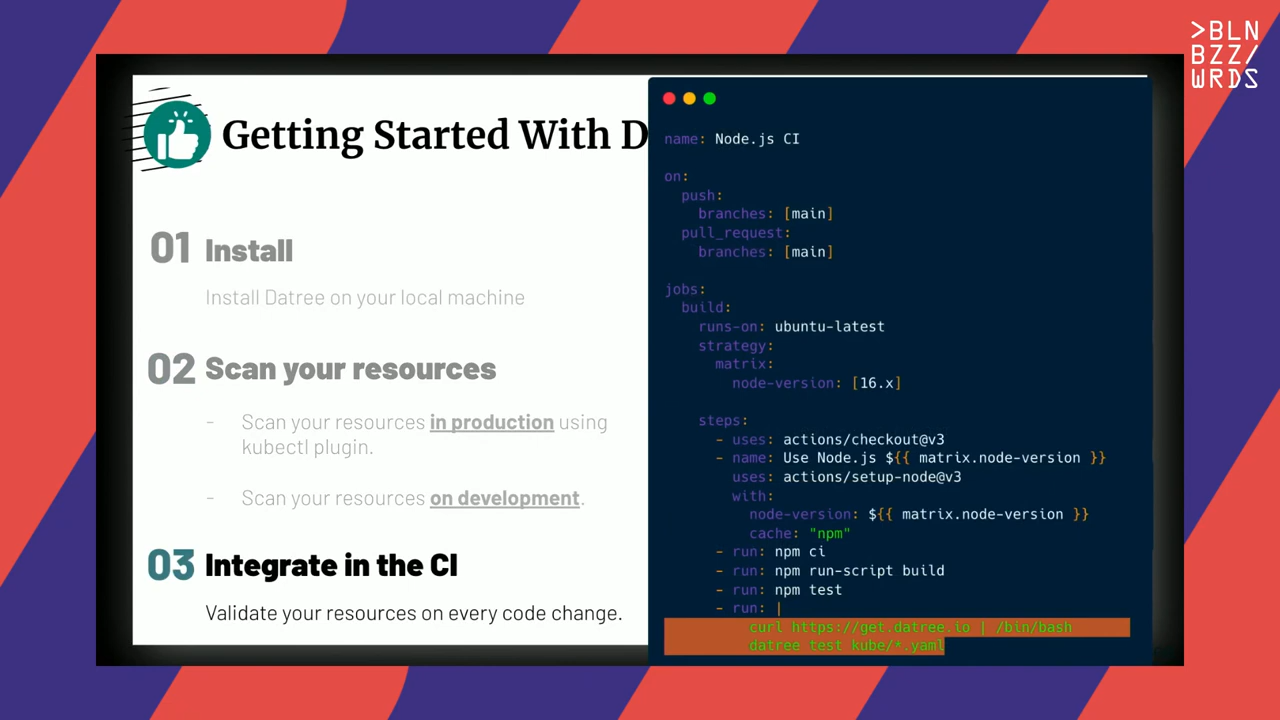 >BLN
BZZ/
WRDS
Getting Started With D
01 Install
Install Datree on your local machine
02 Scan your resources
- Scan your resources in production using
kubectl plugin.
- Scan your resources on development.
03 Integrate in the CI
Validate your resources on every code change.
name: Node.js CI
on:
push:
branches: [main]
pull_request:
branches: [main]
jobs:
build:
runs-on: ubuntu-latest
strategy:
matrix:
node-version: [16.x]
steps:
- uses: actions/checkout@v3
- name: Use Node.js ${{ matrix.node-version }}
uses: actions/setup-node@v3
with:
node-version: ${{ matrix.node-version }}
cache: "npm"
- run: npm ci
- run: npm run-script build
- run: npm test
- run: |
curl https://get.datree.io | /bin/bash
datree test kube/*.yaml